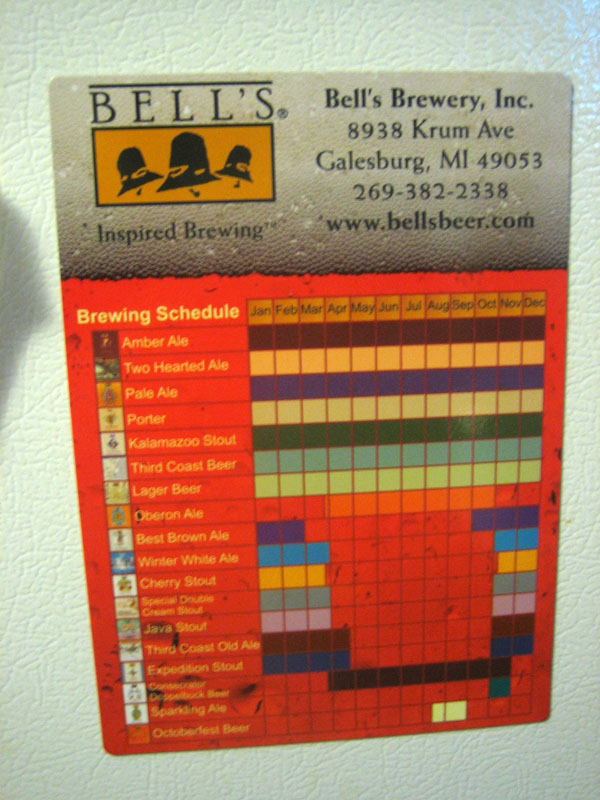 BELL'S®
Inspired Brewing™
Bell's Brewery, Inc.
8938 Krum Ave
Galesburg, MI 49053
269-382-2338
www.bellsbeer.com
Brewing Schedule Jan Feb Mar Apr May Jun Jul Aug Sep Oct Nov Dec
Amber Ale
Two Hearted Ale
Pale Ale
Porter
Kalamazoo Stout
Third Coast Beer
Lager Beer
Oberon Ale
Best Brown Ale
Winter White Ale
Cherry Stout
Special Double
Cream Stout
Java Stout
Third Coast Old Ale
Expedition Stout
Consecrator
Doppelbock Beer
Sparkling Ale
Octoberfest Beer